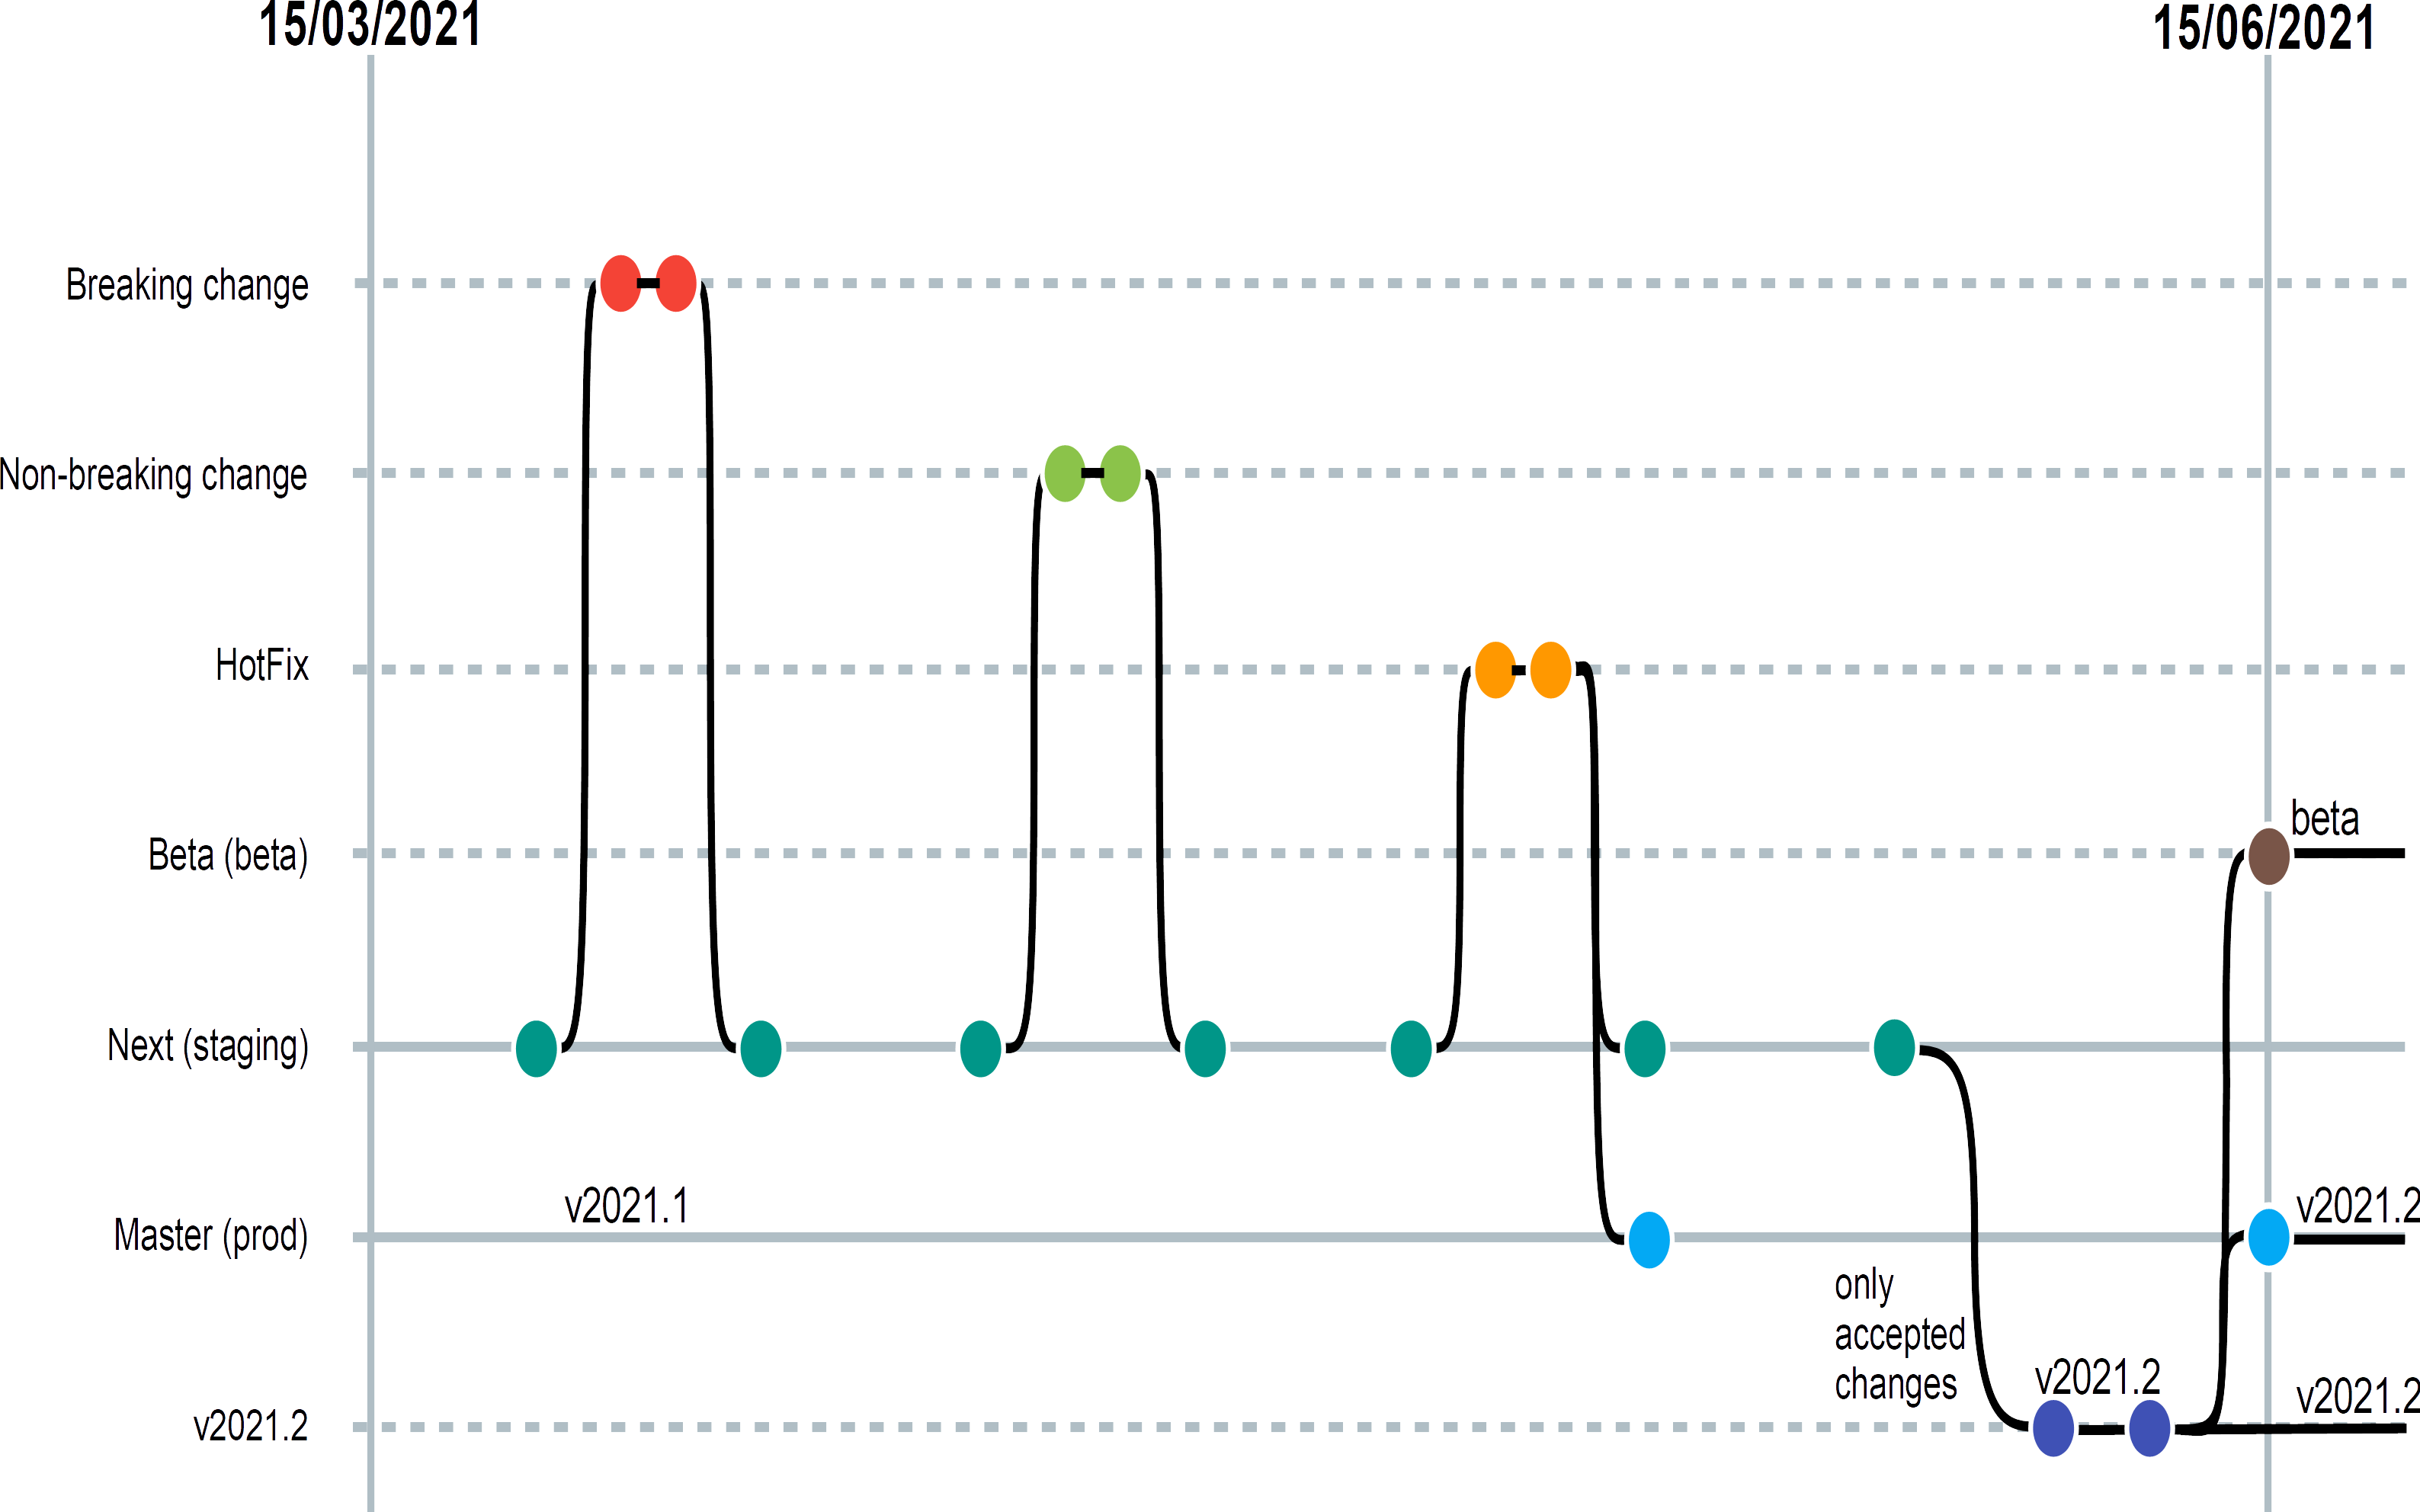 15/03/2021
15/06/2021
Breaking change
Non-breaking change
HotFix
beta
Beta (beta)
Next (staging)
v2021.1
v2021.2
Master (prod)
only
accepted
changes
v2021.2
v2021.2
v2021.2